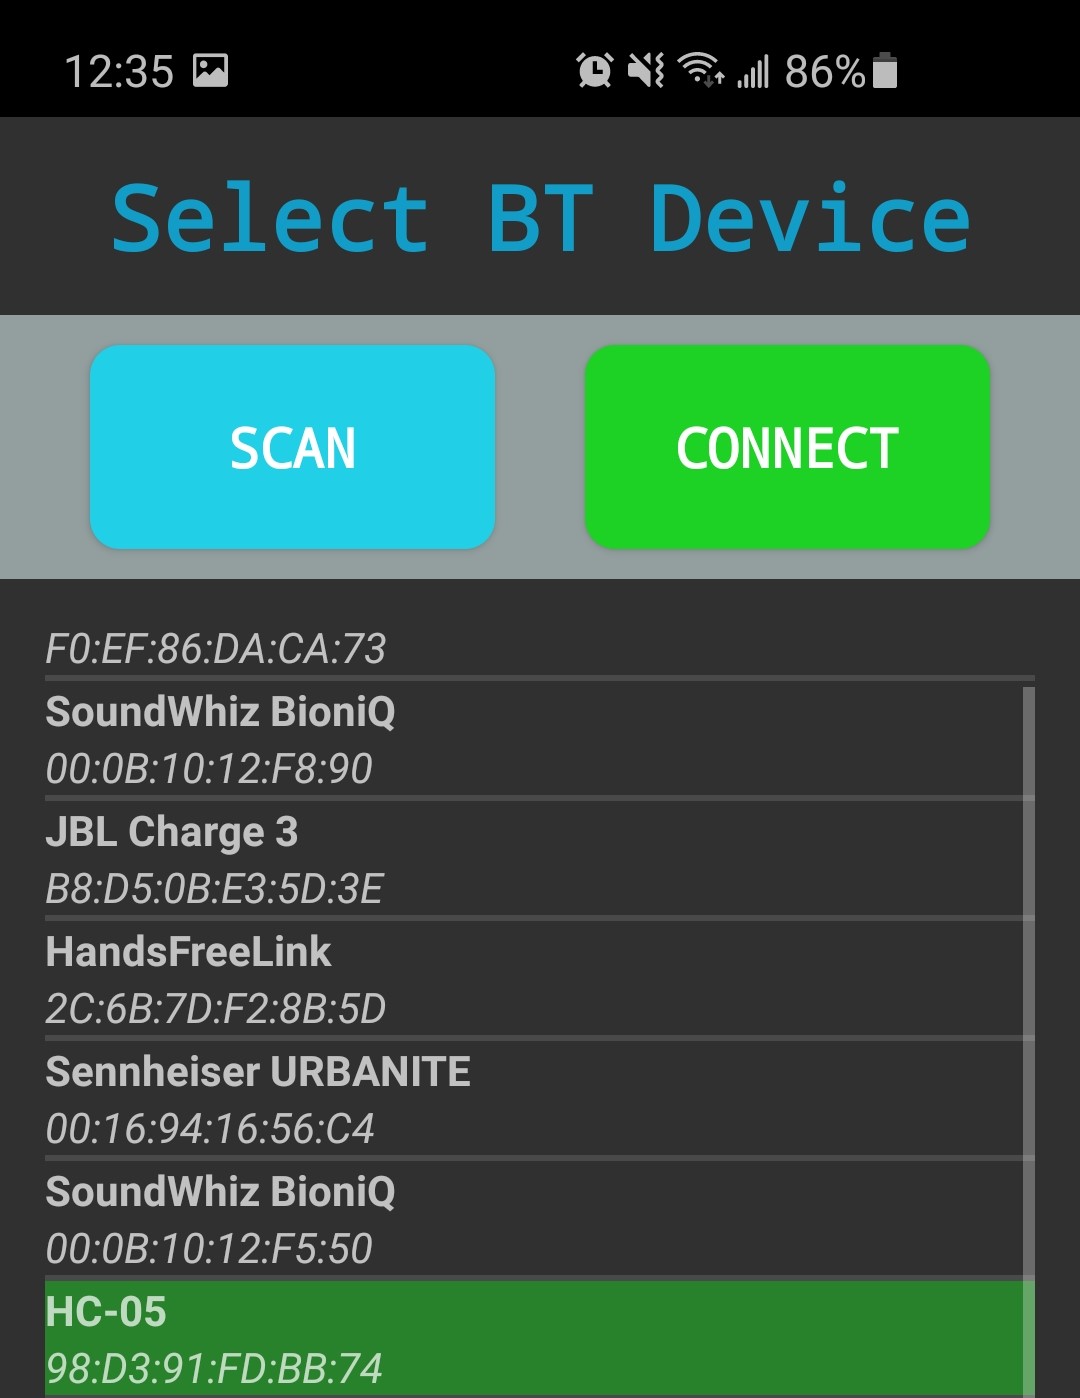 12:35 86%
Select BT Device
SCAN CONNECT
F0:EF:86:DA:CA:73
SoundWhiz BioniQ
00:0B:10:12:F8:90
JBL Charge 3
B8:D5:0B:E3:5D:3E
HandsFreeLink
2C:6B:7D:F2:8B:5D
Sennheiser URBANITE
00:16:94:16:56:C4
SoundWhiz BioniQ
00:0B:10:12:F5:50
HC-05
98:D3:91:FD:BB:74